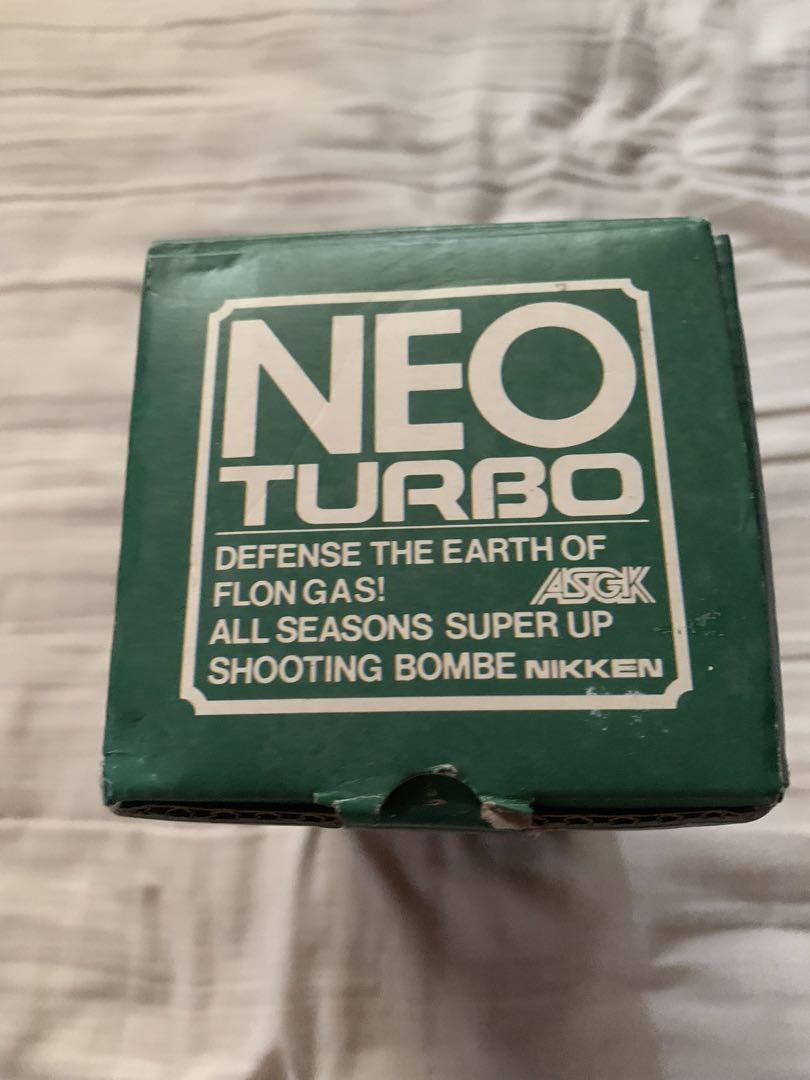 NEO
TURBO
DEFENSE THE EARTH OF
FLON GAS! ASGK
ALL SEASONS SUPER UP
SHOOTING BOMBE NIKKEN